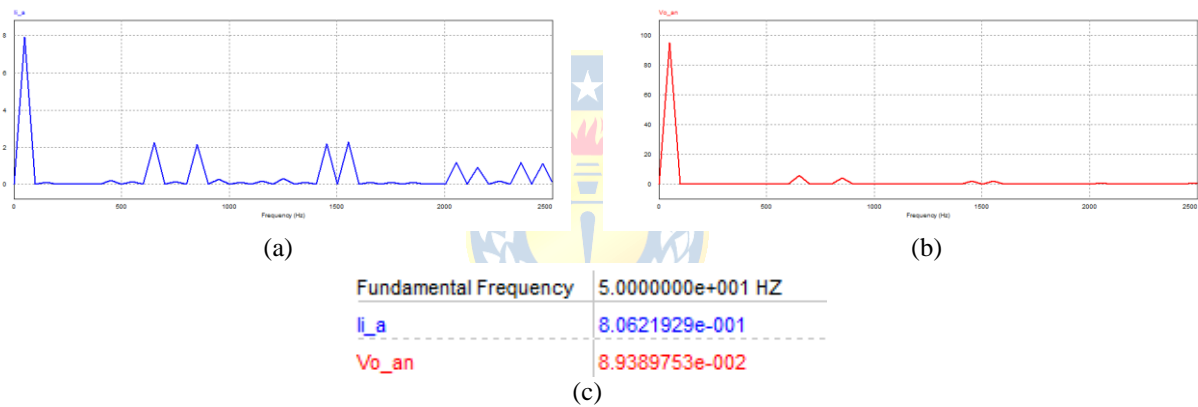 Ii_a
8
6
4
2
0
0 500 1000 1500 2000 2500
Frequency (Hz)
(a)
Vo_an
100
80
60
40
20
0
0 500 1000 1500 2000 2500
Frequency (Hz)
(b)
Fundamental Frequency 5.0000000e+001 HZ
Ii_a 8.0621929e-001
Vo_an 8.9389753e-002
(c)